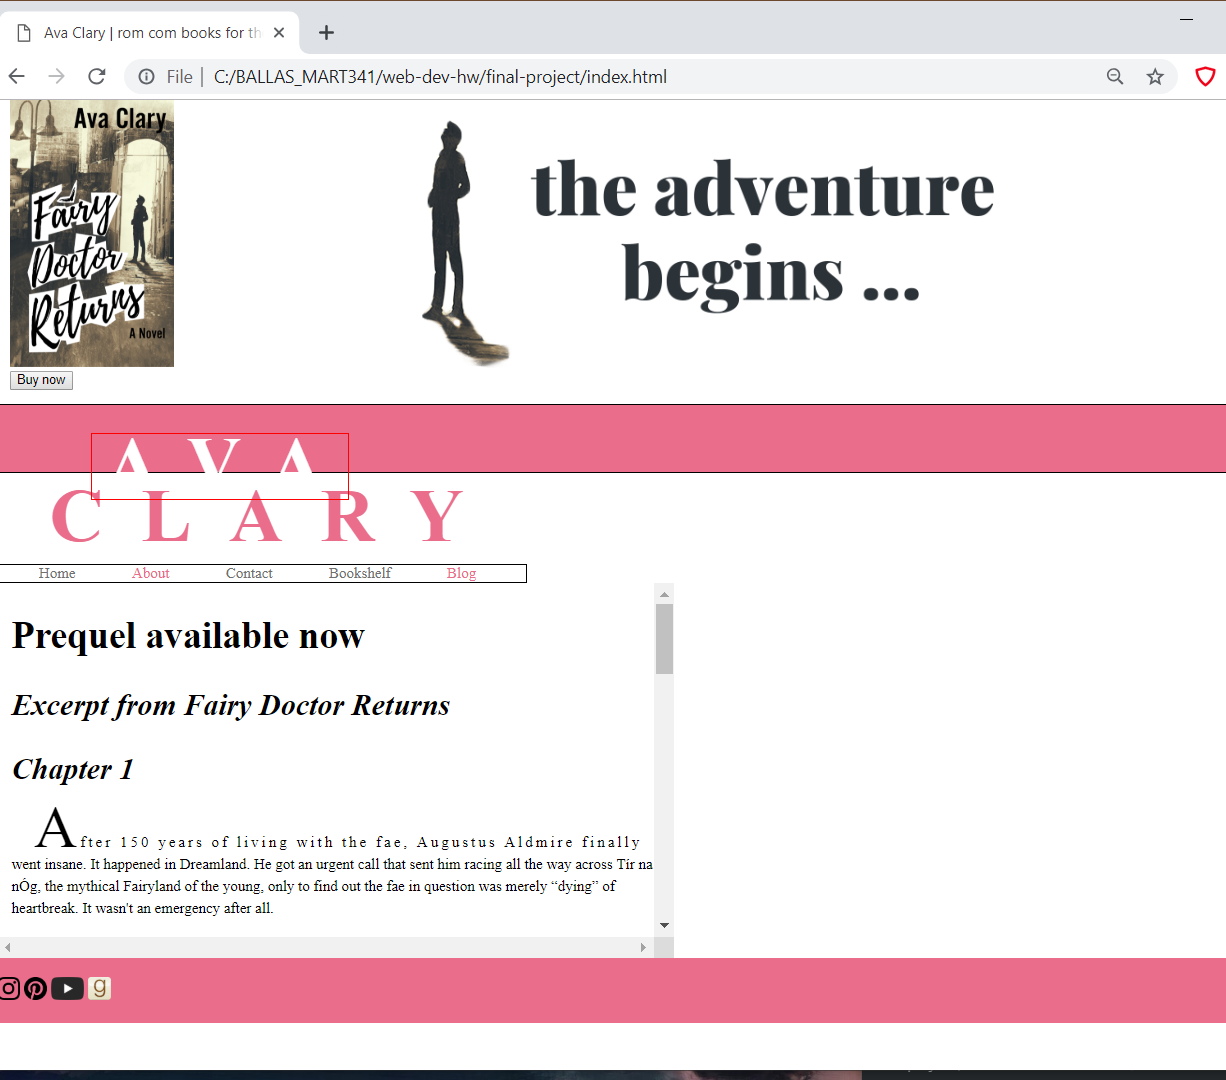 Ava Clary | rom com books for th
File | C:/BALLAS_MART341/web-dev-hw/final-project/index.html
Ava Clary
Fairy
Doctor
Returns
A Novel
the adventure
begins ...
Buy now
AVA
CLARY
Home About Contact Bookshelf Blog
Prequel available now
Excerpt from Fairy Doctor Returns
Chapter 1
After 150 years of living with the fae, Augustus Aldmire finally
went insane. It happened in Dreamland. He got an urgent call that sent him racing all the way across Tír na
nÓg, the mythical Fairyland of the young, only to find out the fae in question was merely “dying” of
heartbreak. It wasn't an emergency after all.
g